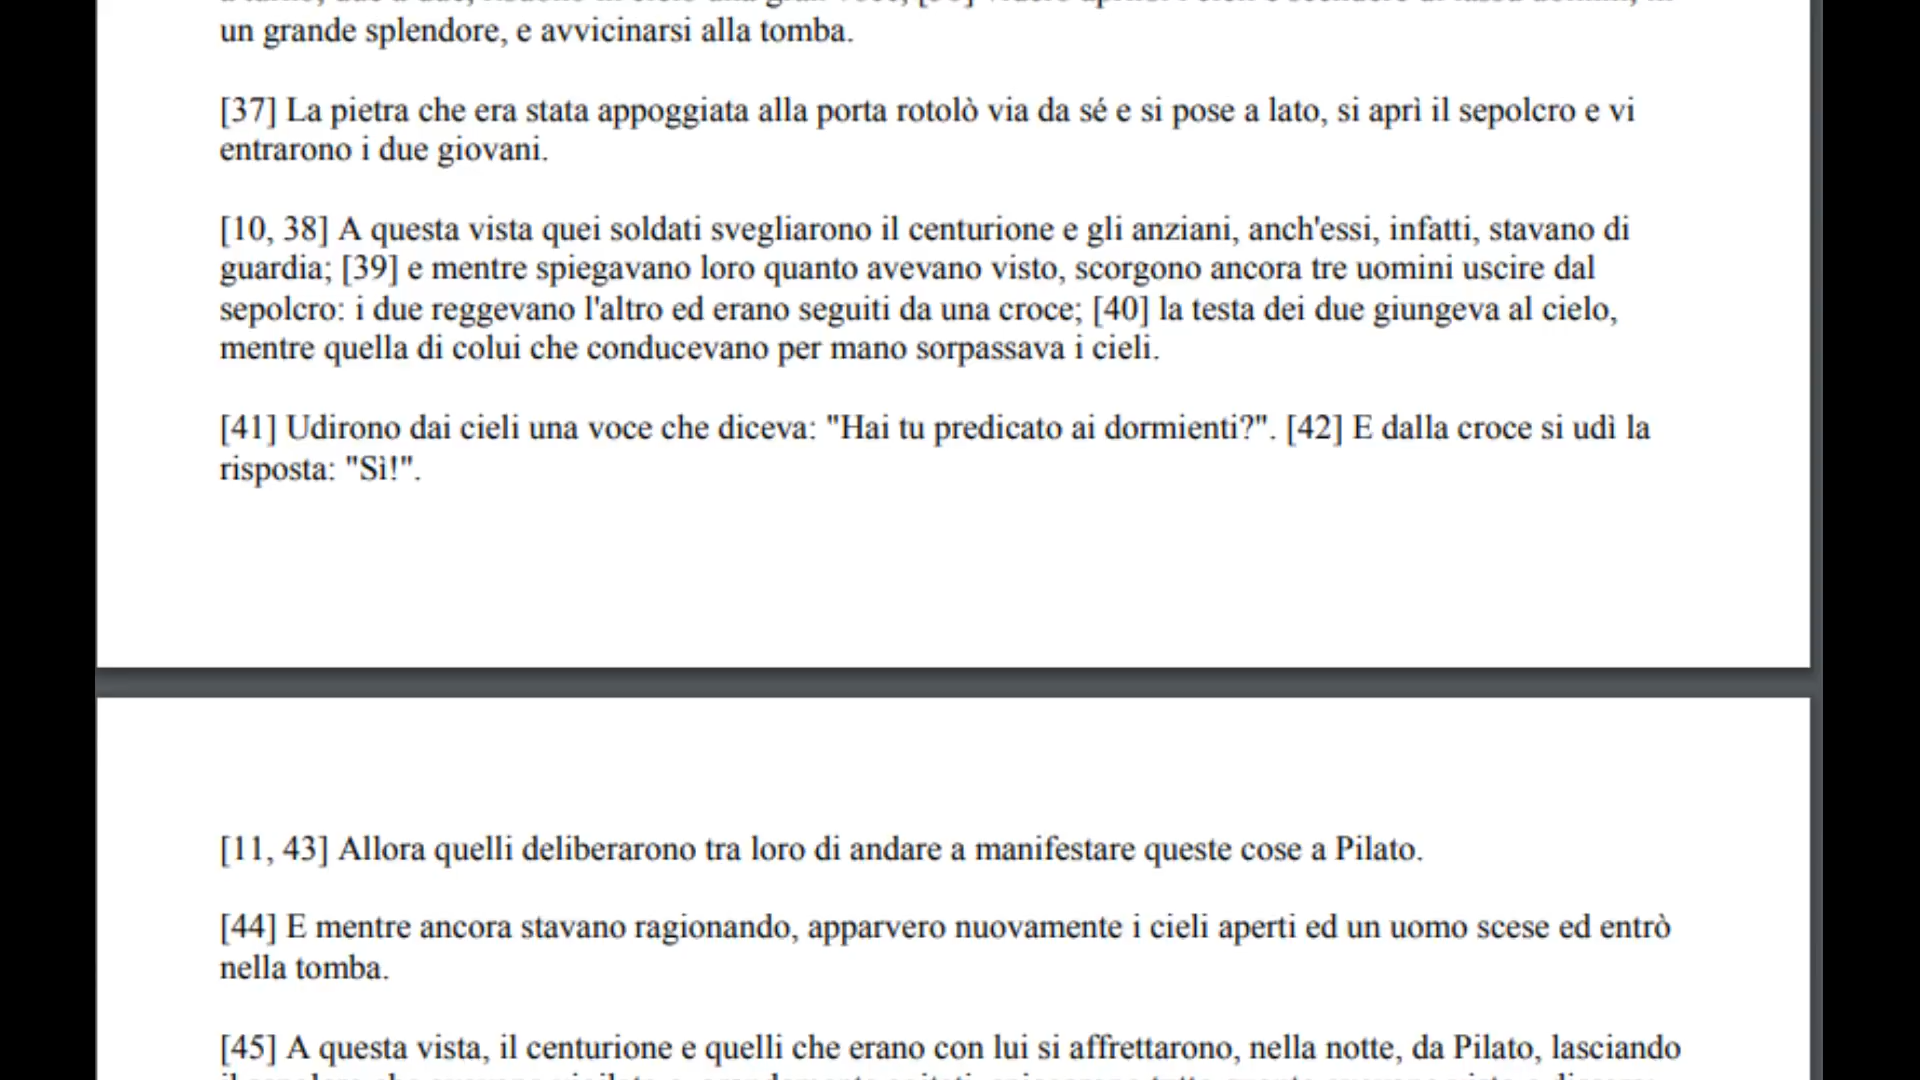 un grande splendore, e avvicinarsi alla tomba.
[37] La pietra che era stata appoggiata alla porta rotolò via da sé e si pose a lato, si aprì il sepolcro e vi
entrarono i due giovani.
[10, 38] A questa vista quei soldati svegliarono il centurione e gli anziani, anch'essi, infatti, stavano di
guardia; [39] e mentre spiegavano loro quanto avevano visto, scorgono ancora tre uomini uscire dal
sepolcro: i due reggevano l'altro ed erano seguiti da una croce; [40] la testa dei due giungeva al cielo,
mentre quella di colui che conducevano per mano sorpassava i cieli.
[41] Udirono dai cieli una voce che diceva: "Hai tu predicato ai dormienti?". [42] E dalla croce si udì la
risposta: "Sì!".
[11, 43] Allora quelli deliberarono tra loro di andare a manifestare queste cose a Pilato.
[44] E mentre ancora stavano ragionando, apparvero nuovamente i cieli aperti ed un uomo scese ed entrò
nella tomba.
[45] A questa vista, il centurione e quelli che erano con lui si affrettarono, nella notte, da Pilato, lasciando